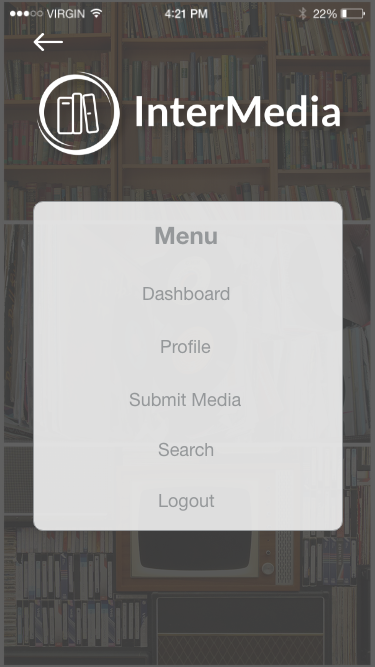 VIRGIN 4:21 PM 22%
InterMedia
Menu
Dashboard
Profile
Submit Media
Search
Logout